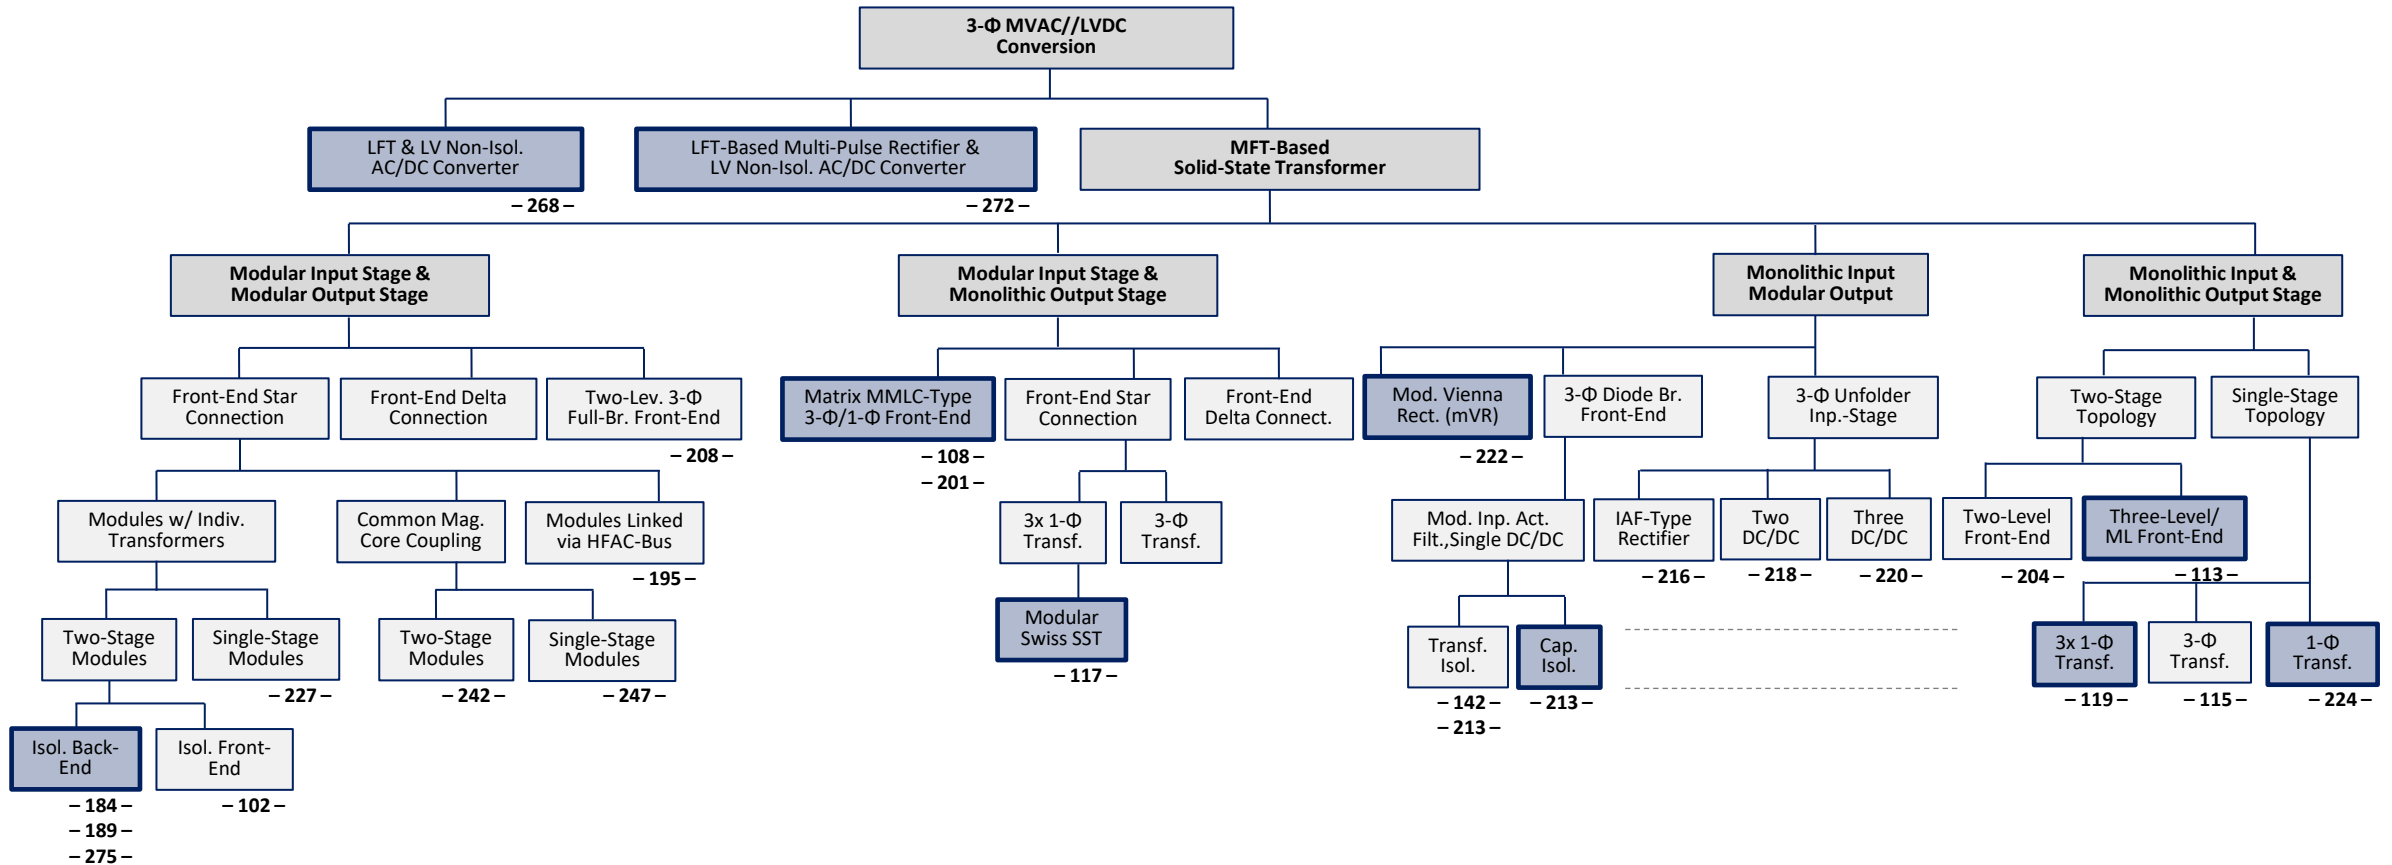 3-Φ MVAC//LVDC
Conversion
LFT & LV Non-Isol.
AC/DC Converter
– 268 –
LFT-Based Multi-Pulse Rectifier &
LV Non-Isol. AC/DC Converter
– 272 –
MFT-Based
Solid-State Transformer
Modular Input Stage &
Modular Output Stage
Modular Input Stage &
Monolithic Output Stage
Monolithic Input
Modular Output
Monolithic Input &
Monolithic Output Stage
Front-End Star
Connection
Front-End Delta
Connection
Two-Lev. 3-Φ
Full-Br. Front-End
– 208 –
Matrix MMLC-Type
3-Φ/1-Φ Front-End
– 108 –
– 201 –
Front-End Star
Connection
Front-End
Delta Connect.
Mod. Vienna
Rect. (mVR)
– 222 –
3-Φ Diode Br.
Front-End
3-Φ Unfolder
Inp.-Stage
Two-Stage
Topology
Single-Stage
Topology
Modules w/ Indiv.
Transformers
Common Mag.
Core Coupling
Modules Linked
via HFAC-Bus
– 195 –
3x 1-Φ
Transf.
3-Φ
Transf.
Mod. Inp. Act.
Filt.,Single DC/DC
IAF-Type
Rectifier
– 216 –
Two
DC/DC
– 218 –
Three
DC/DC
– 220 –
Two-Level
Front-End
– 204 –
Three-Level/
ML Front-End
– 113 –
Two-Stage
Modules
Single-Stage
Modules
– 227 –
Two-Stage
Modules
– 242 –
Single-Stage
Modules
– 247 –
Modular
Swiss SST
– 117 –
Transf.
Isol.
– 142 –
– 213 –
Cap.
Isol.
– 213 –
3x 1-Φ
Transf.
– 119 –
3-Φ
Transf.
– 115 –
1-Φ
Transf.
– 224 –
Isol. Back-
End
– 184 –
– 189 –
– 275 –
Isol. Front-
End
– 102 –